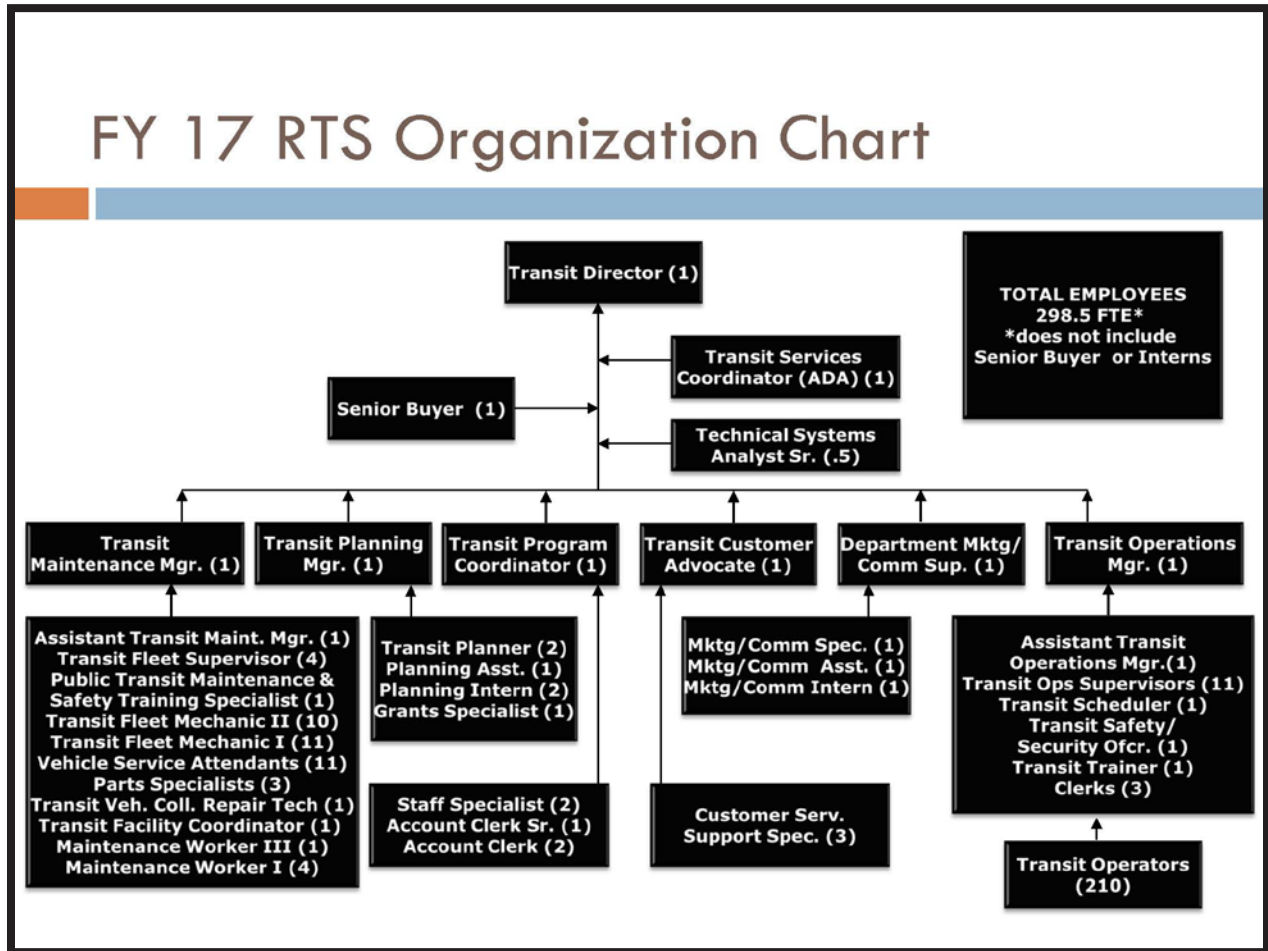 FY 17 RTS Organization Chart
Transit Director (1)
TOTAL EMPLOYEES
298.5 FTE*
*does not include
Senior Buyer or Interns
Transit Services
Coordinator (ADA) (1)
Senior Buyer (1)
Technical Systems
Analyst Sr. (.5)
Transit
Maintenance Mgr. (1)
Transit Planning
Mgr. (1)
Transit Program
Coordinator (1)
Transit Customer
Advocate (1)
Department Mktg/
Comm Sup. (1)
Transit Operations
Mgr. (1)
Assistant Transit Maint. Mgr. (1)
Transit Fleet Supervisor (4)
Public Transit Maintenance &
Safety Training Specialist (1)
Transit Fleet Mechanic II (10)
Transit Fleet Mechanic I (11)
Vehicle Service Attendants (11)
Parts Specialists (3)
Transit Veh. Coll. Repair Tech (1)
Transit Facility Coordinator (1)
Maintenance Worker III (1)
Maintenance Worker I (4)
Transit Planner (2)
Planning Asst. (1)
Planning Intern (2)
Grants Specialist (1)
Staff Specialist (2)
Account Clerk Sr. (1)
Account Clerk (2)
Customer Serv.
Support Spec. (3)
Mktg/Comm Spec. (1)
Mktg/Comm Asst. (1)
Mktg/Comm Intern (1)
Assistant Transit
Operations Mgr.(1)
Transit Ops Supervisors (11)
Transit Scheduler (1)
Transit Safety/
Security Ofcr. (1)
Transit Trainer (1)
Clerks (3)
Transit Operators
(210)